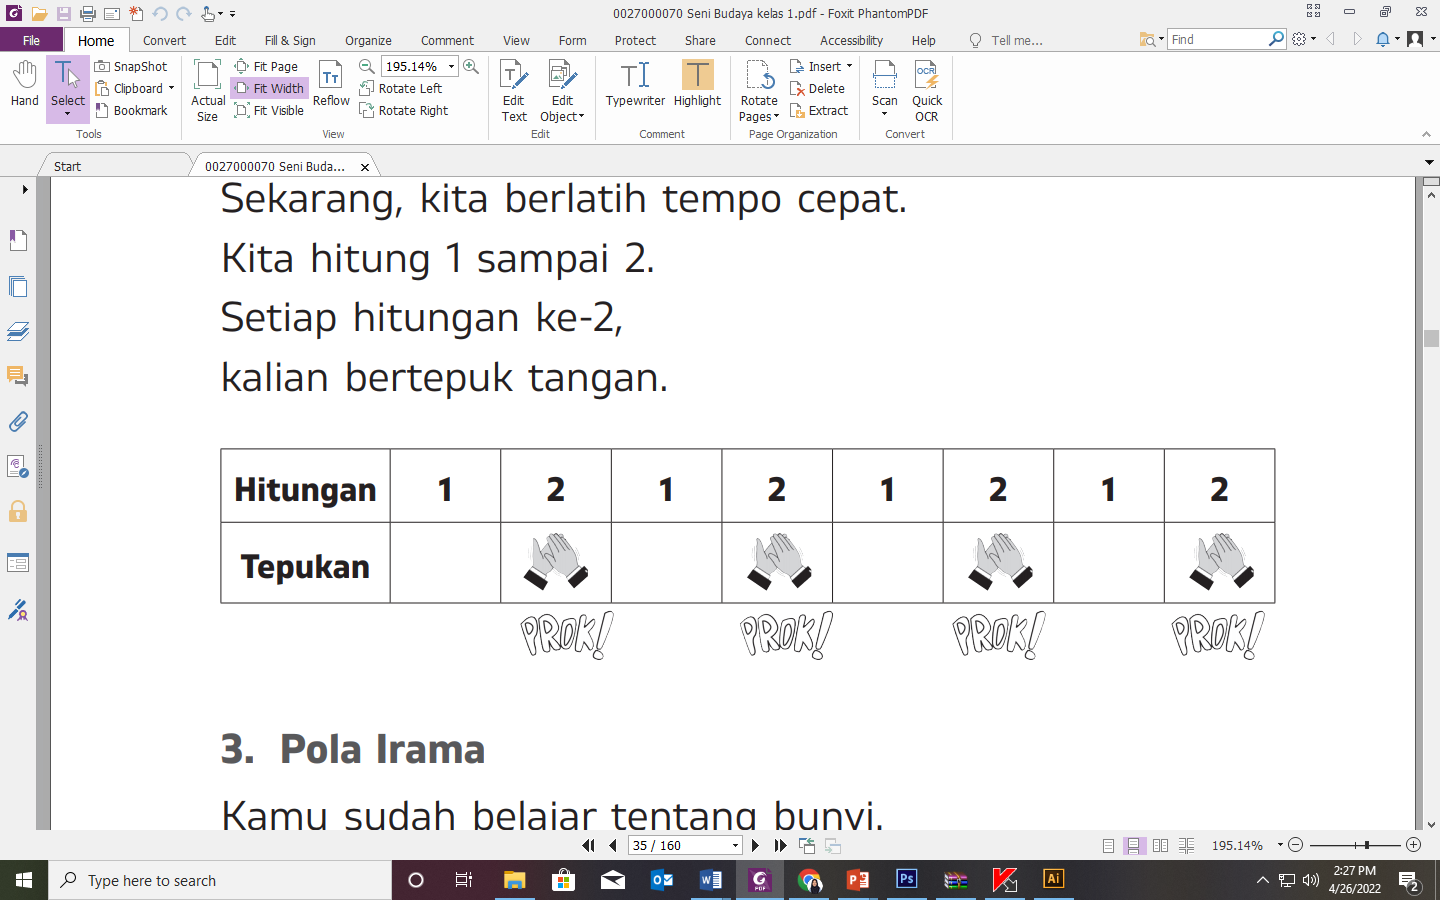 0027000070 Seni Budaya kelas 1.pdf - Foxit PhantomPDF
File Home Convert Edit Fill & Sign Organize Comment View Form Protect Share Connect Accessibility Help Tell me... Find
Hand
Select
SnapShot
Clipboard
Bookmark
Tools
Actual Size
Fit Page
Fit Width
Fit Visible
Reflow
195.14%
Rotate Left
Rotate Right
View
Edit Text
Edit Object
Edit
Typewriter
Highlight
Comment
Rotate Pages
Insert
Delete
Extract
Page Organization
Scan
OCR
Quick OCR
Convert
Start
0027000070 Seni Buda...
Sekarang, kita berlatih tempo cepat.
Kita hitung 1 sampai 2.
Setiap hitungan ke-2,
kalian bertepuk tangan.
Hitungan 1 2 1 2 1 2 1 2
Tepukan
PROK! PROK! PROK! PROK!
3. Pola Irama
Kamu sudah belajar tentang bunyi.
35 / 160
195.14%
Type here to search
2:27 PM
4/26/2022
2